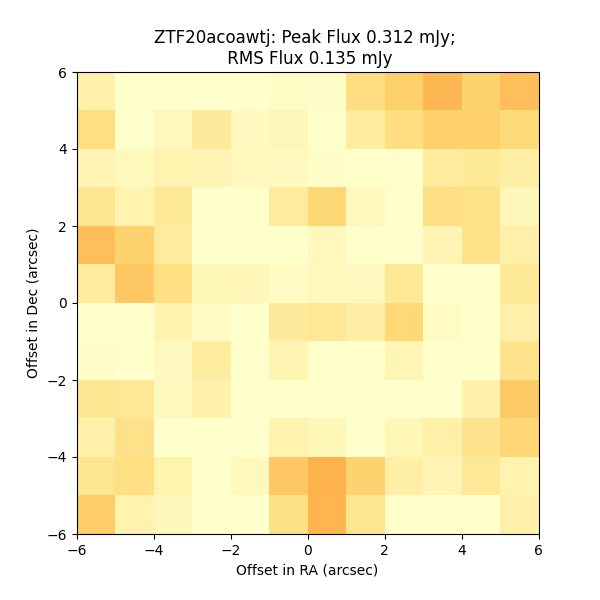 ZTF20acoawtj: Peak Flux 0.312 mJy;
RMS Flux 0.135 mJy
6
4
2
0
−2
−4
−6
Offset in Dec (arcsec)
−6 −4 −2 0 2 4 6
Offset in RA (arcsec)